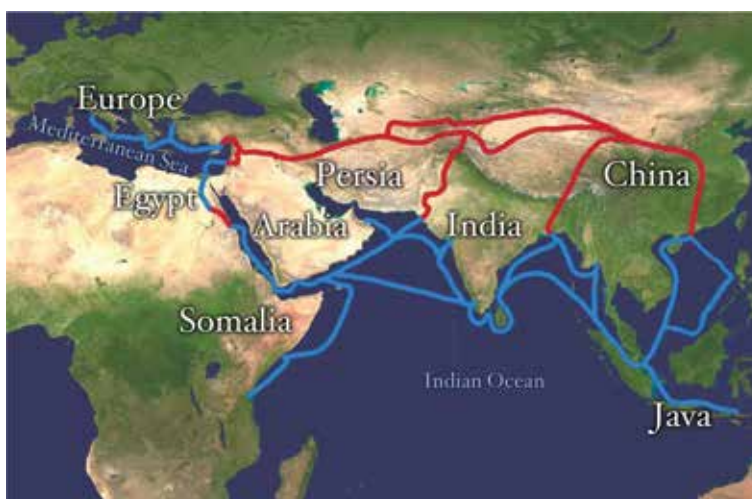 Europe
Mediterranean Sea
Egypt
Arabia
Persia
India
China
Somalia
Indian Ocean
Java